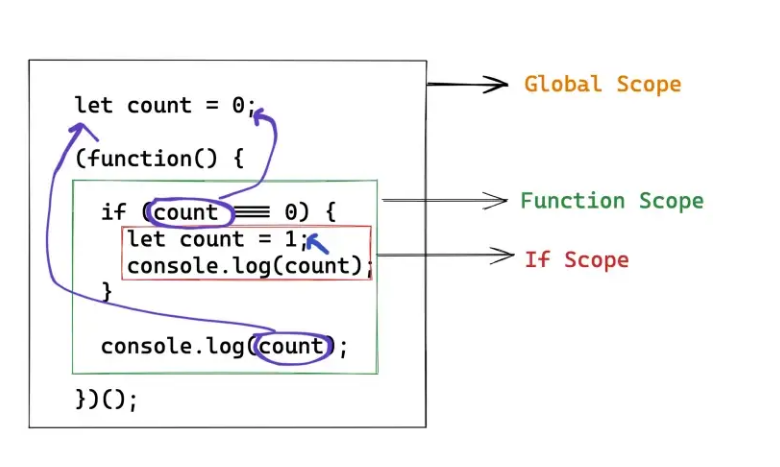 let count = 0;
Global Scope
(function() {
if (count === 0) {
Function Scope
let count = 1;
console.log(count);
If Scope
}
console.log(count);
})();